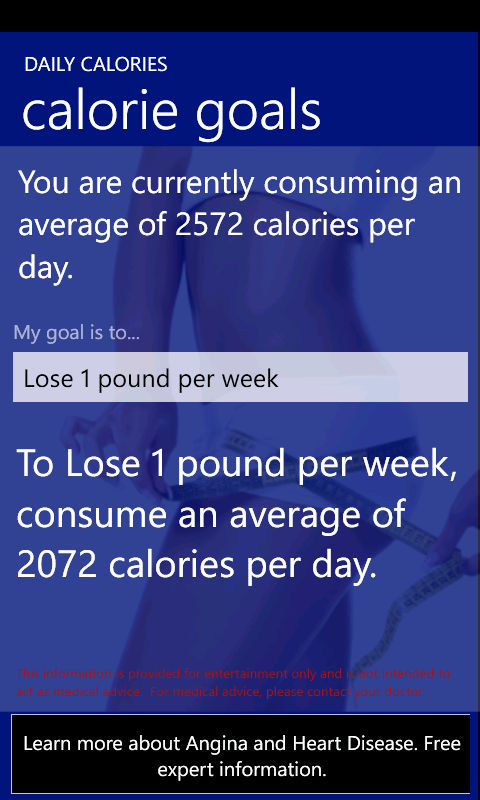 DAILY CALORIES
calorie goals
You are currently consuming an
average of 2572 calories per
day.
My goal is to...
Lose 1 pound per week
To Lose 1 pound per week,
consume an average of
2072 calories per day.
This information is provided for entertainment only and is not intended to
act as medical advice. For medical advice, please contact your doctor.
Learn more about Angina and Heart Disease. Free
expert information.